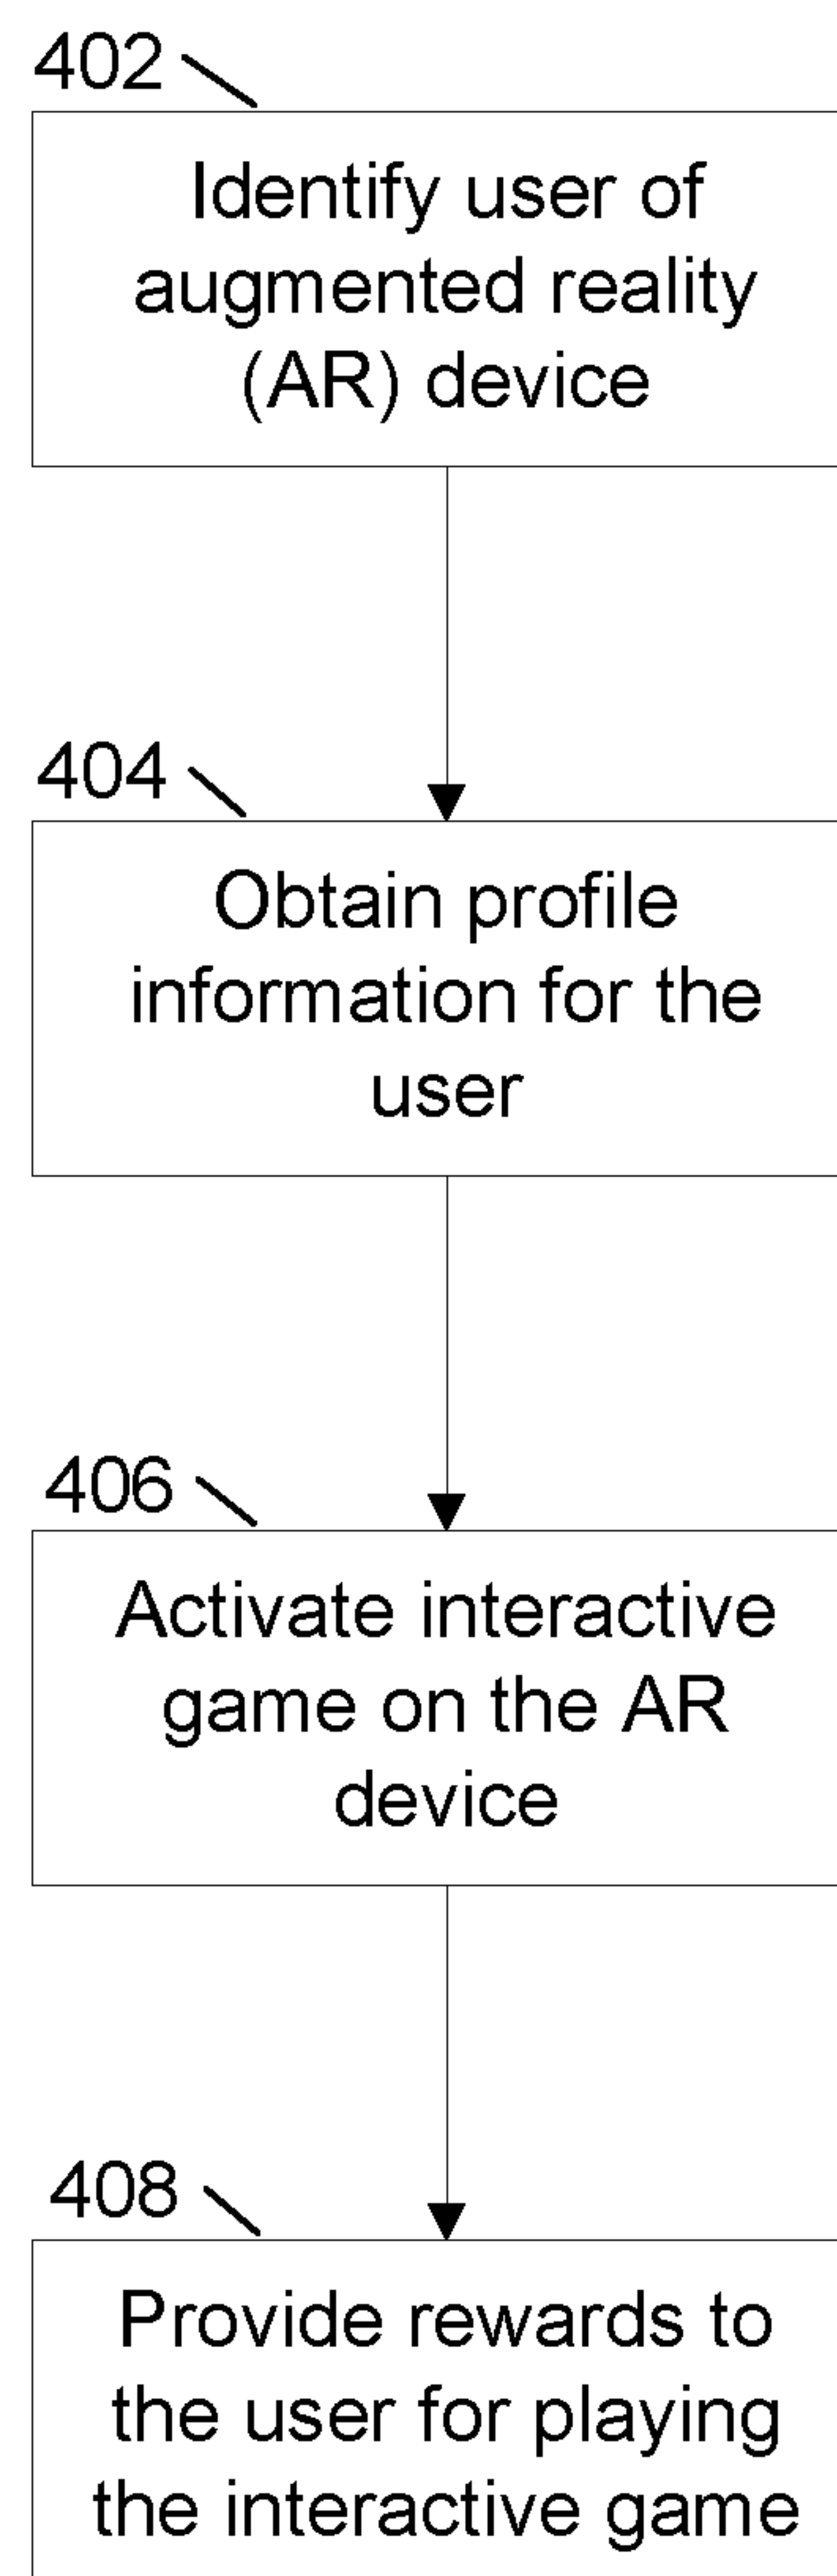 402
Identify user of
augmented reality
(AR) device
404
Obtain profile
information for the
user
406
Activate interactive
game on the AR
device
408
Provide rewards to
the user for playing
the interactive game